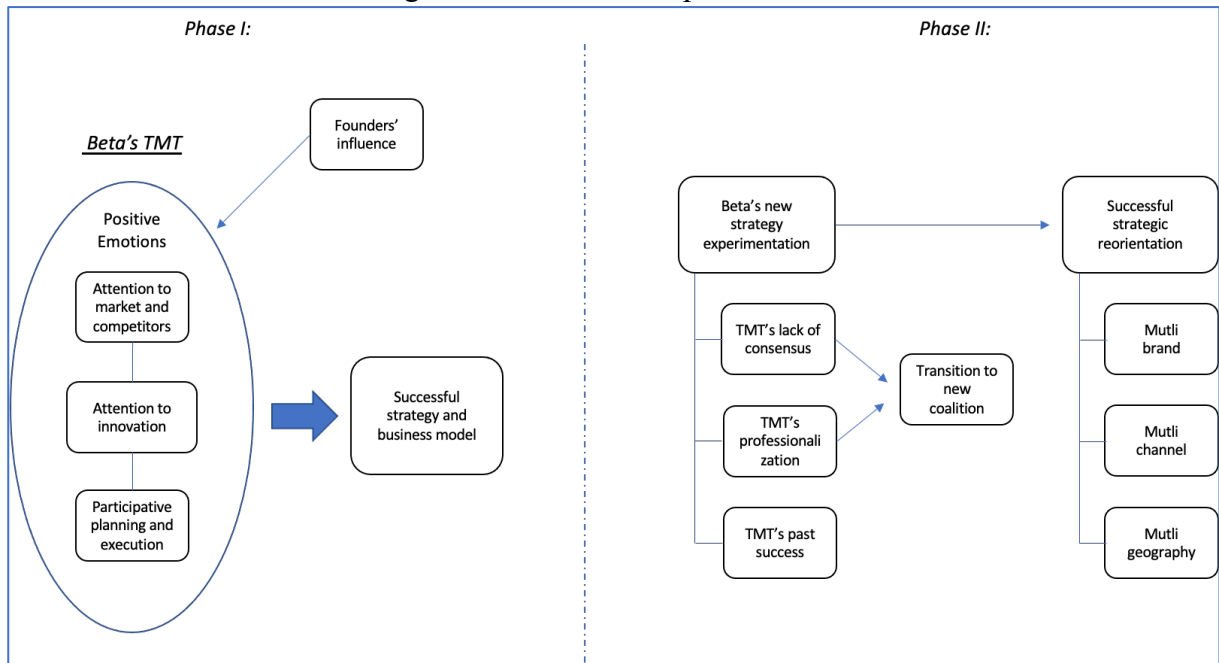 Phase I:
Phase II:
Founders'
influence
Beta's TMT
Positive
Emotions
Attention to
market and
competitors
Attention to
innovation
Participative
planning and
execution
Successful
strategy and
business model
Beta's new
strategy
experimentation
Successful
strategic
reorientation
TMT's lack of
consensus
Transition to
new
coalition
TMT's
professionali
zation
TMT's past
success
Mutli
brand
Mutli
channel
Mutli
geography